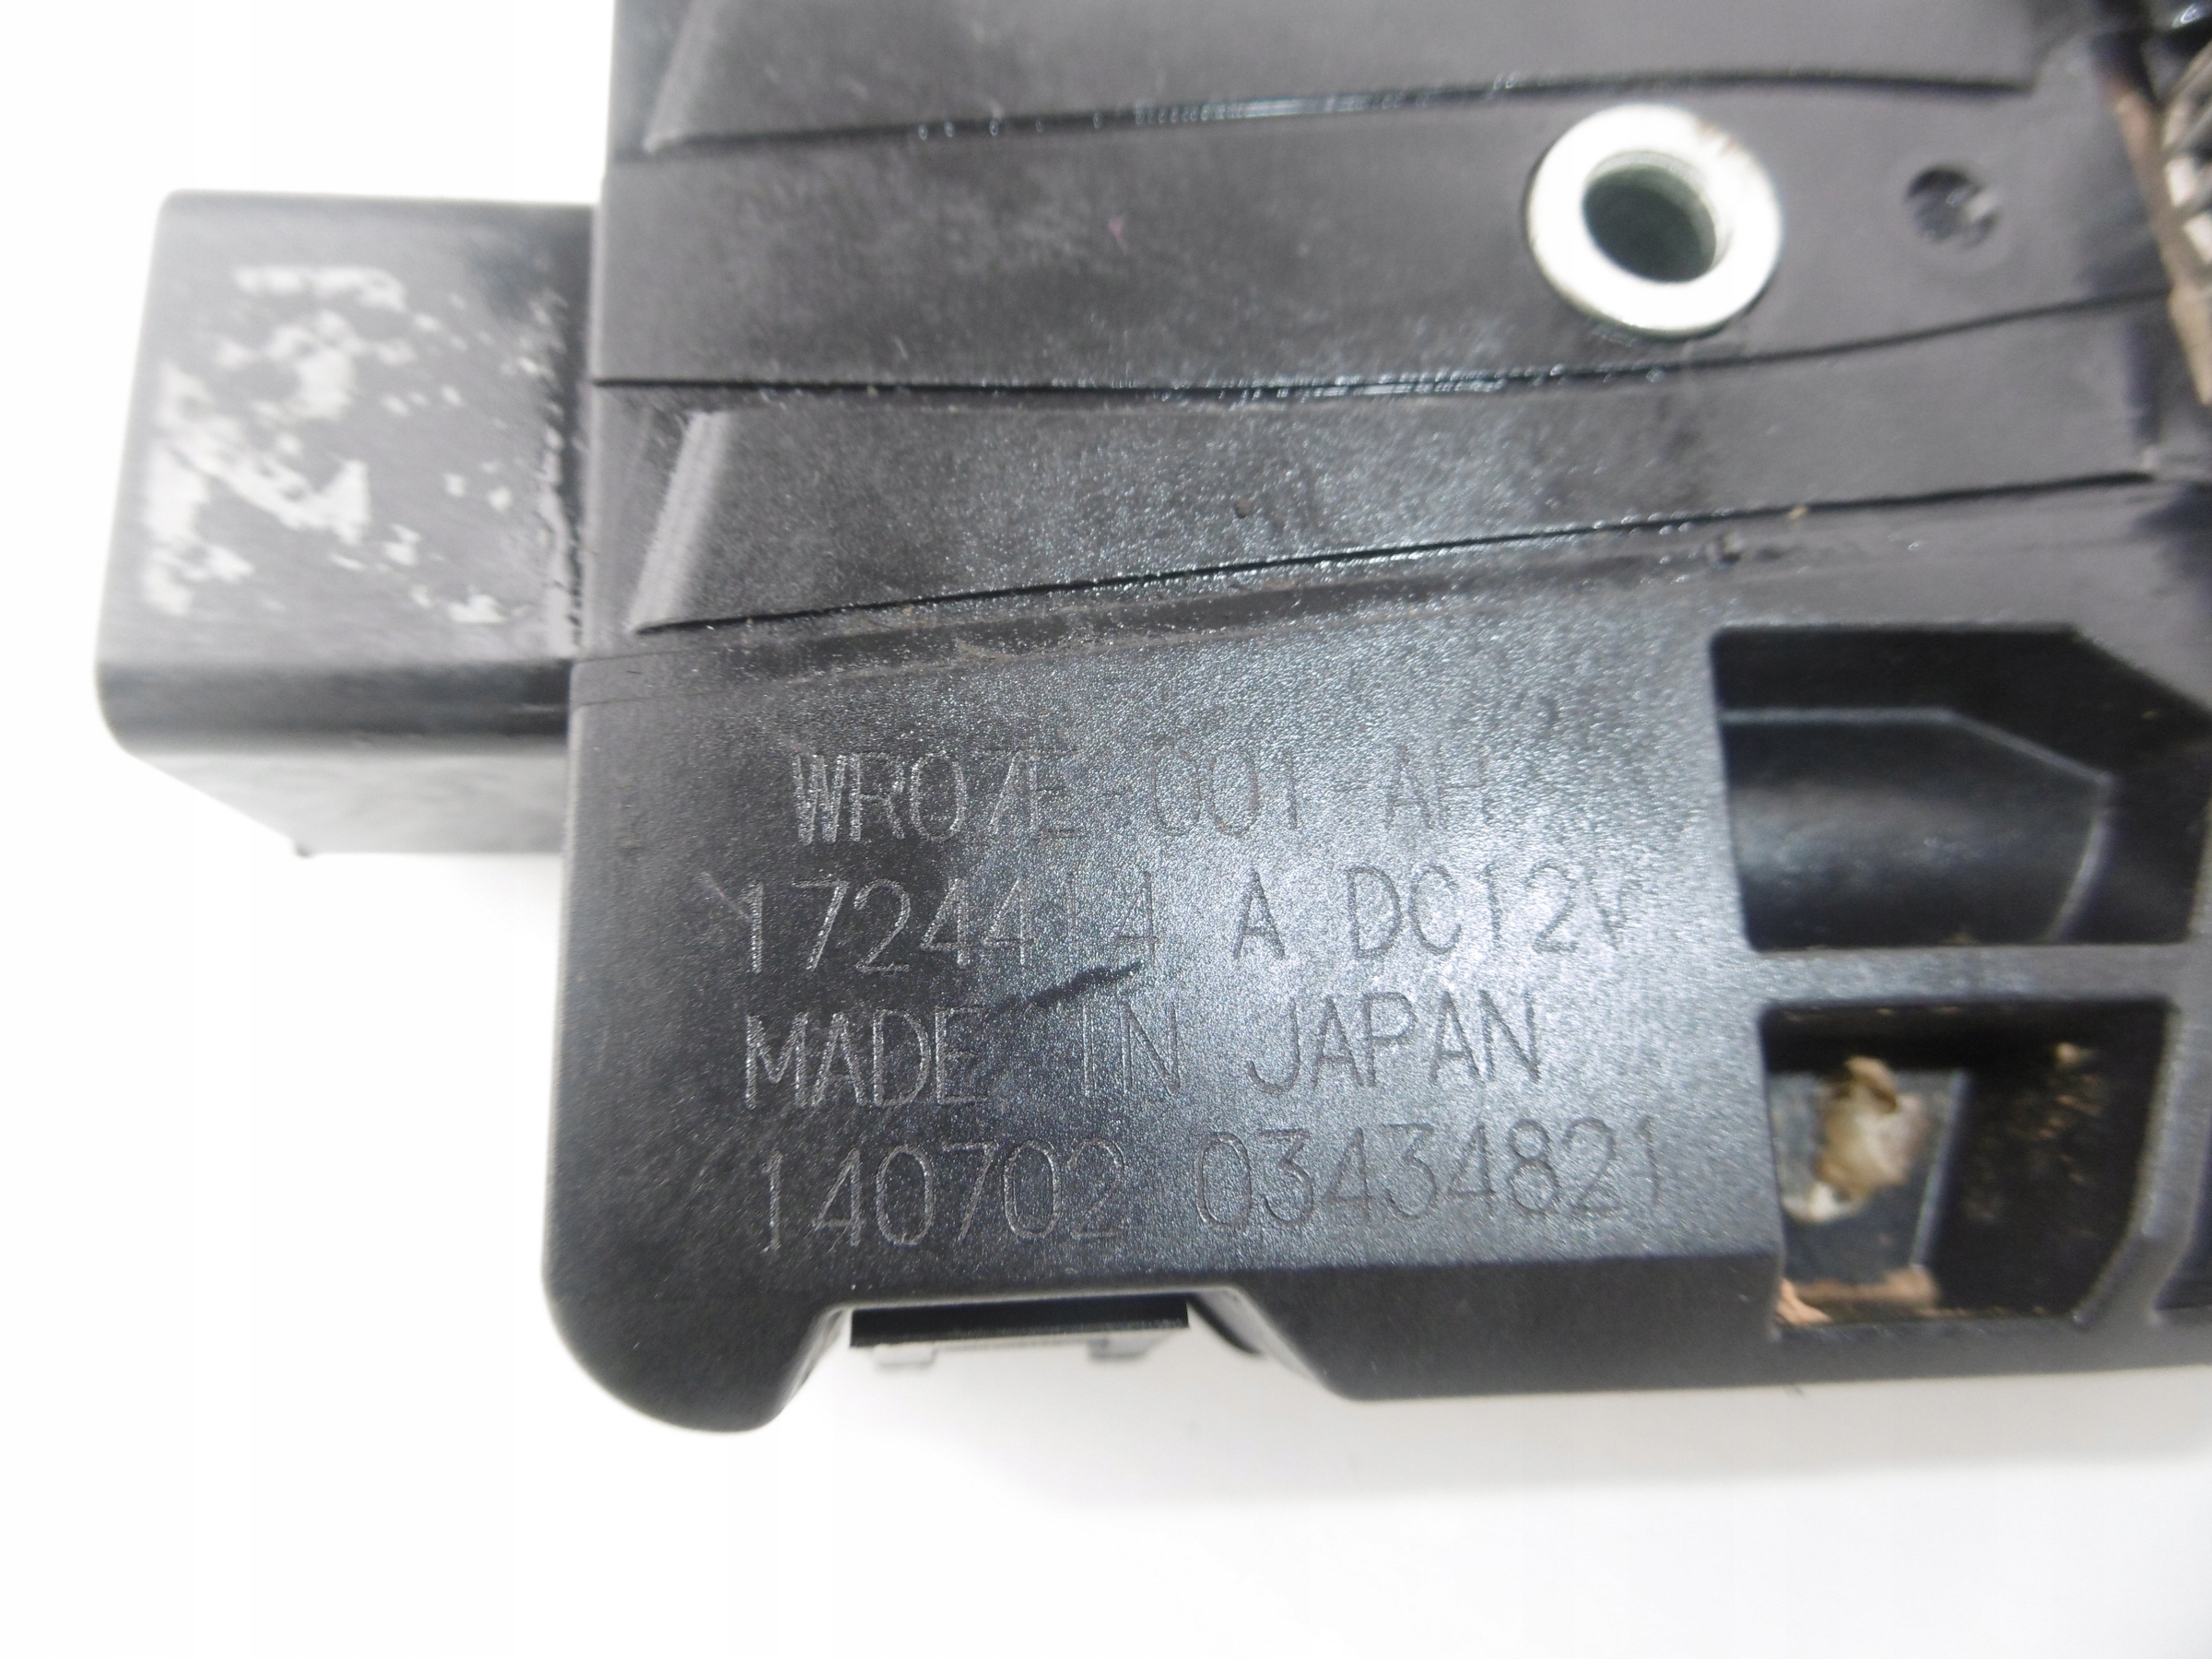 WR07E-001-AH
1724414 A DC12V
MADE IN JAPAN
140702 03434821